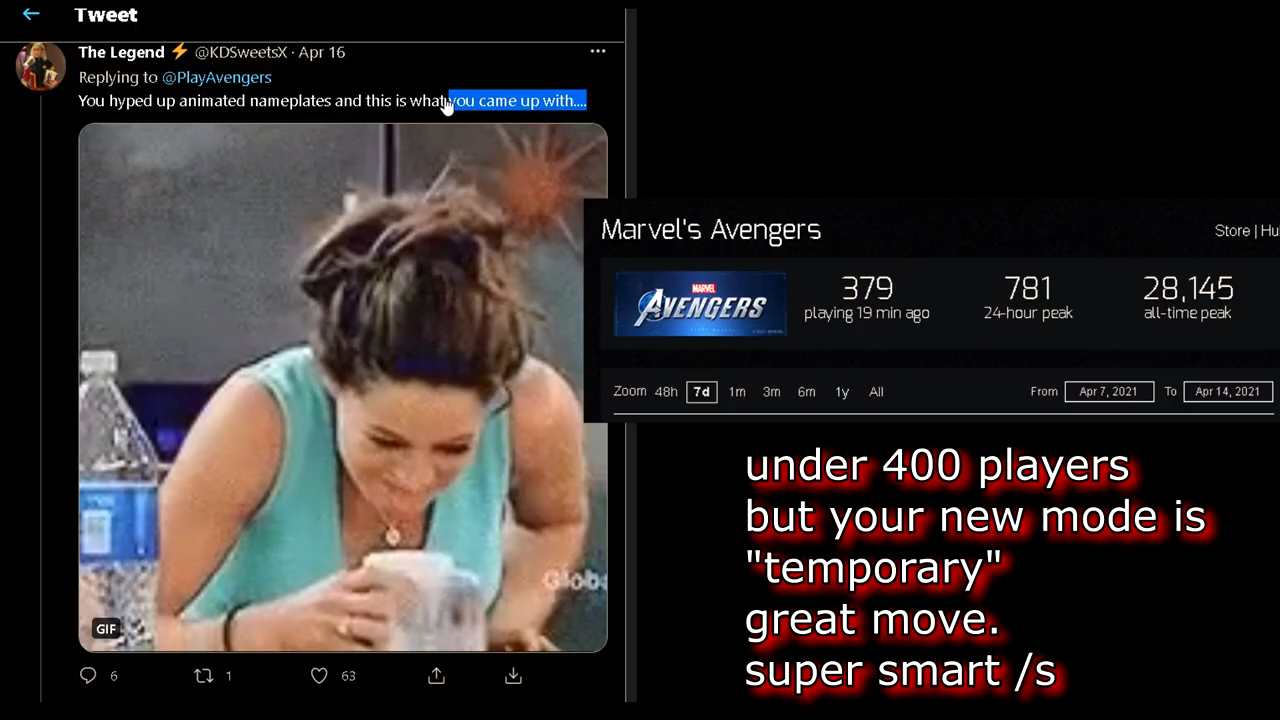 Tweet
The Legend ⚡ @KDSweetsX · Apr 16
Replying to @PlayAvengers
You hyped up animated nameplates and this is what you came up with....
GIF
6 1 63
Marvel's Avengers
Store | Hu
MARVEL
AVENGERS
379 781 28,145
playing 19 min ago 24-hour peak all-time peak
Zoom 48h 7d 1m 3m 6m 1y All From Apr 7, 2021 To Apr 14, 2021
under 400 players
but your new mode is
"temporary"
great move.
super smart /s